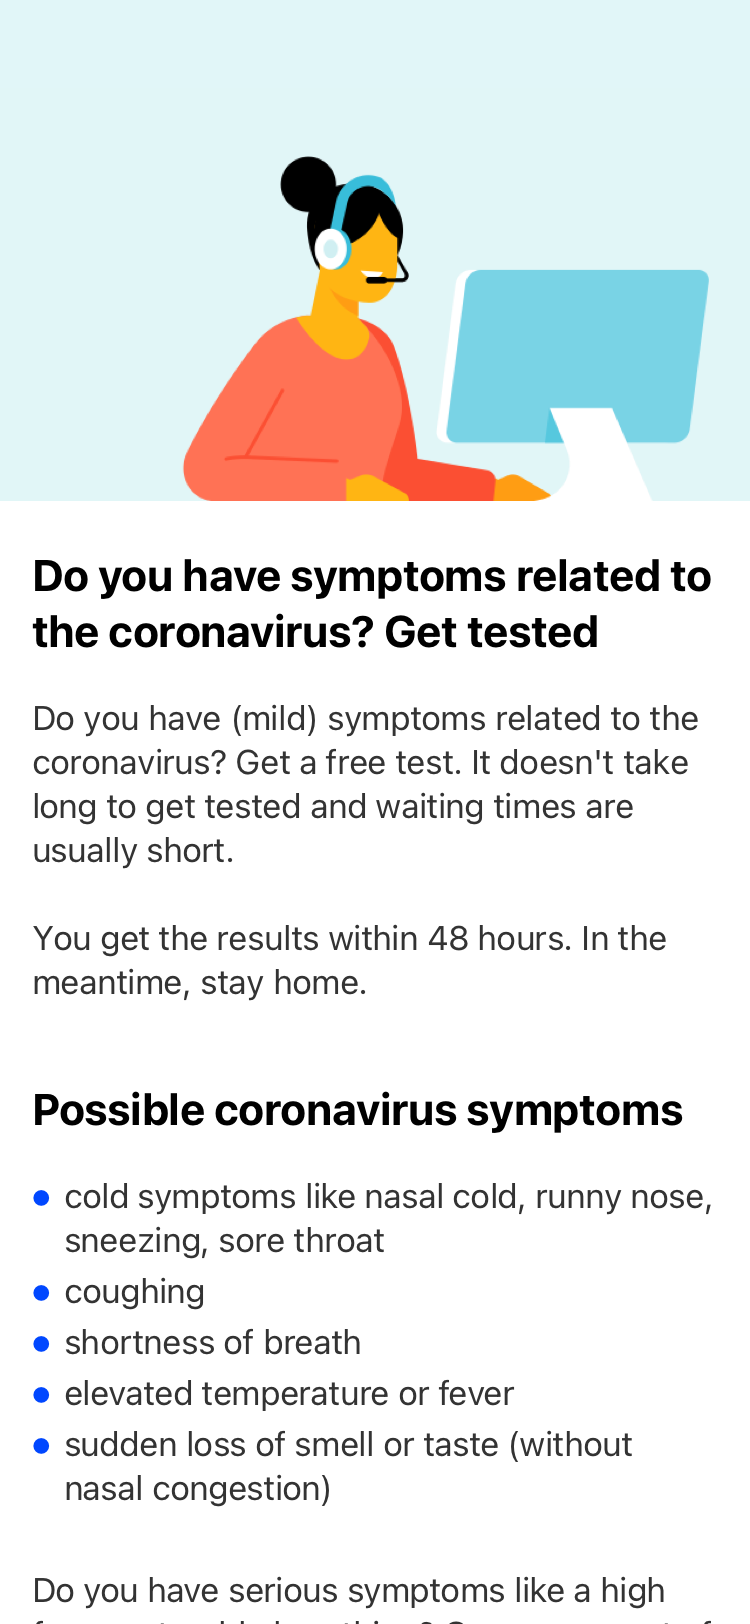 Do you have symptoms related to
the coronavirus? Get tested
Do you have (mild) symptoms related to the
coronavirus? Get a free test. It doesn't take
long to get tested and waiting times are
usually short.
You get the results within 48 hours. In the
meantime, stay home.
Possible coronavirus symptoms
cold symptoms like nasal cold, runny nose,
sneezing, sore throat
coughing
shortness of breath
elevated temperature or fever
sudden loss of smell or taste (without
nasal congestion)
Do you have serious symptoms like a high